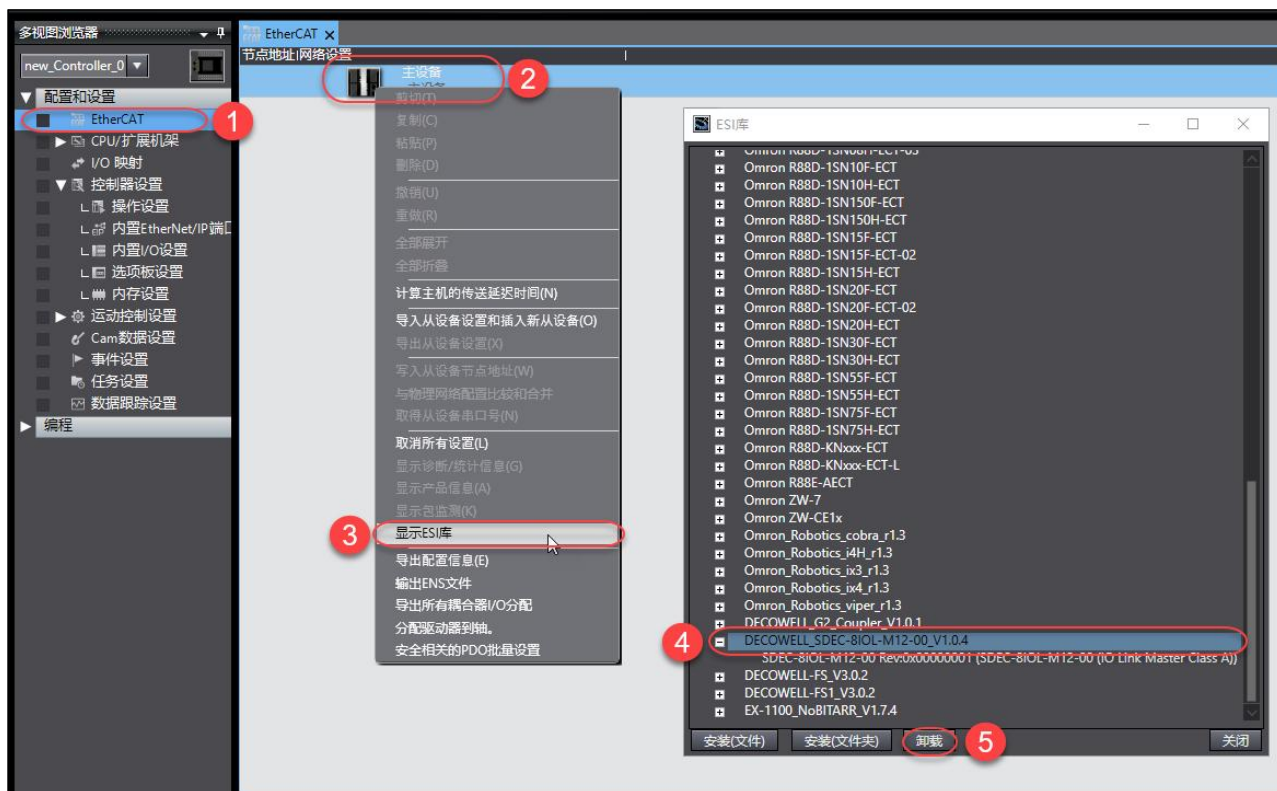 多视图浏览器
new_Controller_0
配置和设置
EtherCAT
1
CPU/扩展机架
I/O 映射
控制器设置
操作设置
内置EtherNet/IP端口
内置I/O设置
选项板设置
内存设置
运动控制设置
Cam数据设置
事件设置
任务设置
数据跟踪设置
编程
EtherCAT
节点地址|网络设置
主设备
主设备
2
剪切(T)
复制(C)
粘贴(P)
删除(D)
撤销(U)
重做(R)
全部展开
全部折叠
计算主机的传送延迟时间(N)
导入从设备设置和插入新从设备(O)
导出从设备设置(X)
写入从设备节点地址(W)
与物理网络配置比较和合并
取得从设备串口号(N)
取消所有设置(L)
显示诊断/统计信息(G)
显示产品信息(A)
显示包监测(K)
3
显示ESI库
导出配置信息(E)
输出ENS文件
导出所有耦合器I/O分配
分配驱动器到轴。
安全相关的PDO批量设置
ESI库
Omron R88D-1SN08H-ECT-03
Omron R88D-1SN10F-ECT
Omron R88D-1SN10H-ECT
Omron R88D-1SN150F-ECT
Omron R88D-1SN150H-ECT
Omron R88D-1SN15F-ECT
Omron R88D-1SN15F-ECT-02
Omron R88D-1SN15H-ECT
Omron R88D-1SN20F-ECT
Omron R88D-1SN20F-ECT-02
Omron R88D-1SN20H-ECT
Omron R88D-1SN30F-ECT
Omron R88D-1SN30H-ECT
Omron R88D-1SN55F-ECT
Omron R88D-1SN55H-ECT
Omron R88D-1SN75F-ECT
Omron R88D-1SN75H-ECT
Omron R88D-KNxxx-ECT
Omron R88D-KNxxx-ECT-L
Omron R88E-AECT
Omron ZW-7
Omron ZW-CE1x
Omron_Robotics_cobra_r1.3
Omron_Robotics_i4H_r1.3
Omron_Robotics_ix3_r1.3
Omron_Robotics_ix4_r1.3
Omron_Robotics_viper_r1.3
DECOWELL_G2_Coupler_V1.0.1
4
DECOWELL_SDEC-8IOL-M12-00_V1.0.4
SDEC-8IOL-M12-00 Rev:0x00000001 (SDEC-8IOL-M12-00 (IO Link Master Class A))
DECOWELL-FS_V3.0.2
DECOWELL-FS1_V3.0.2
EX-1100_NoBITARR_V1.7.4
安装(文件)
安装(文件夹)
卸载
5
关闭